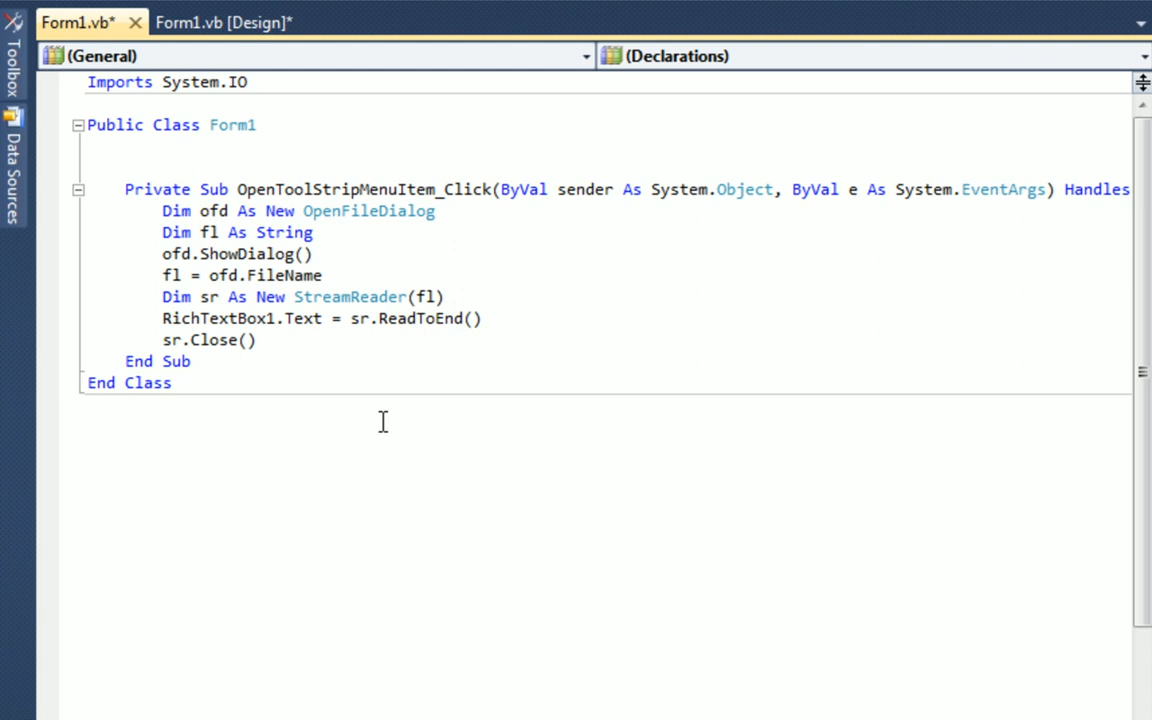 Form1.vb* Form1.vb [Design]*
Toolbox
Data Sources
(General) (Declarations)
Imports System.IO
Public Class Form1
Private Sub OpenToolStripMenuItem_Click(ByVal sender As System.Object, ByVal e As System.EventArgs) Handles
Dim ofd As New OpenFileDialog
Dim fl As String
ofd.ShowDialog()
fl = ofd.FileName
Dim sr As New StreamReader(fl)
RichTextBox1.Text = sr.ReadToEnd()
sr.Close()
End Sub
End Class